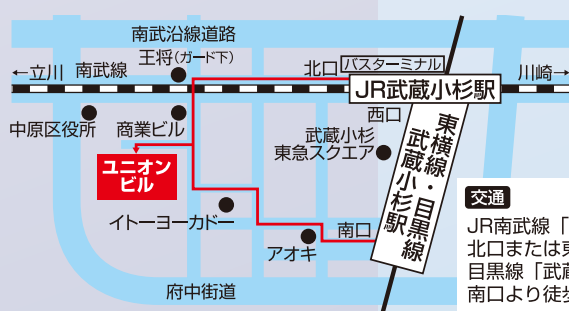 南武沿線道路
王将(ガード下)
←立川 南武線
北口
バスターミナル
川崎→
JR武蔵小杉駅
中原区役所
商業ビル
西口
武蔵小杉
東急スクエア
東横線・目黒線
武蔵小杉駅
ユニオン
ビル
イトーヨーカドー
南口
アオキ
府中街道
交通
JR南武線「
北口または東
目黒線「武蔵
南口より徒歩